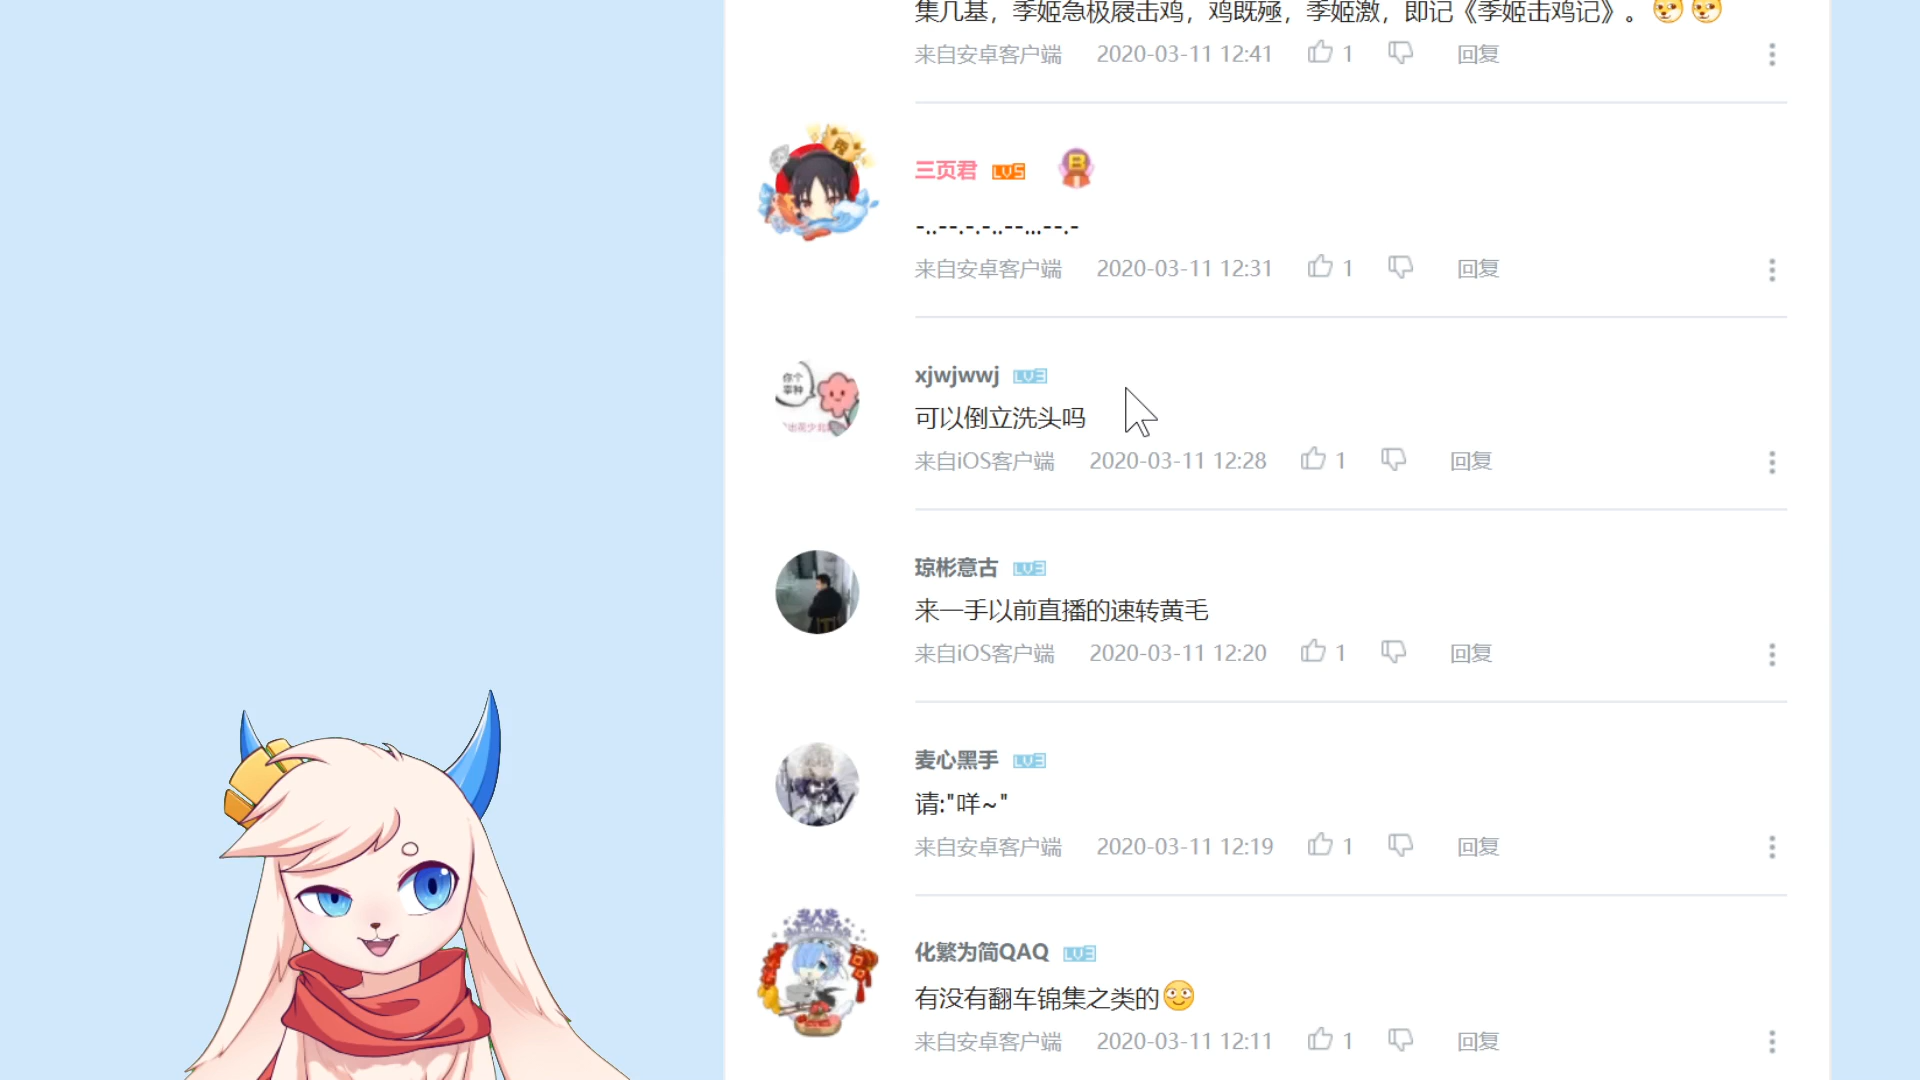 集几基，季姬急极屐击鸡，鸡既殛，季姬激，即记《季姬击鸡记》。
来自安卓客户端 2020-03-11 12:41 1 回复
三页君 LV5
-..--.-.-..--...--.-
来自安卓客户端 2020-03-11 12:31 1 回复
xjwjwwj LV3
可以倒立洗头吗
来自iOS客户端 2020-03-11 12:28 1 回复
琼彬意古 LV3
来一手以前直播的速转黄毛
来自iOS客户端 2020-03-11 12:20 1 回复
麦心黑手 LV3
请:"咩~"
来自安卓客户端 2020-03-11 12:19 1 回复
化繁为简QAQ LV3
有没有翻车锦集之类的
来自安卓客户端 2020-03-11 12:11 1 回复